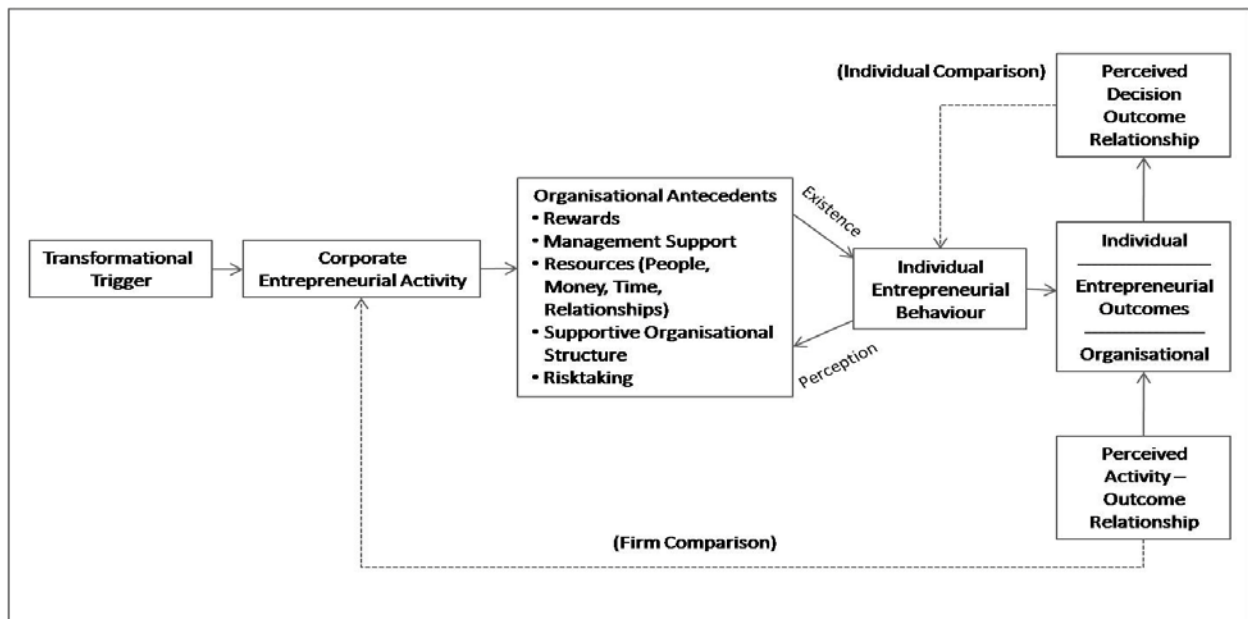 Transformational
Trigger
Corporate
Entrepreneurial Activity
Organisational Antecedents
• Rewards
• Management Support
• Resources (People,
Money, Time,
Relationships)
• Supportive Organisational
Structure
• Risktaking
Existence
Perception
Individual
Entrepreneurial
Behaviour
(Individual Comparison)
Perceived
Decision
Outcome
Relationship
Individual
Entrepreneurial
Outcomes
Organisational
Perceived
Activity –
Outcome
Relationship
(Firm Comparison)